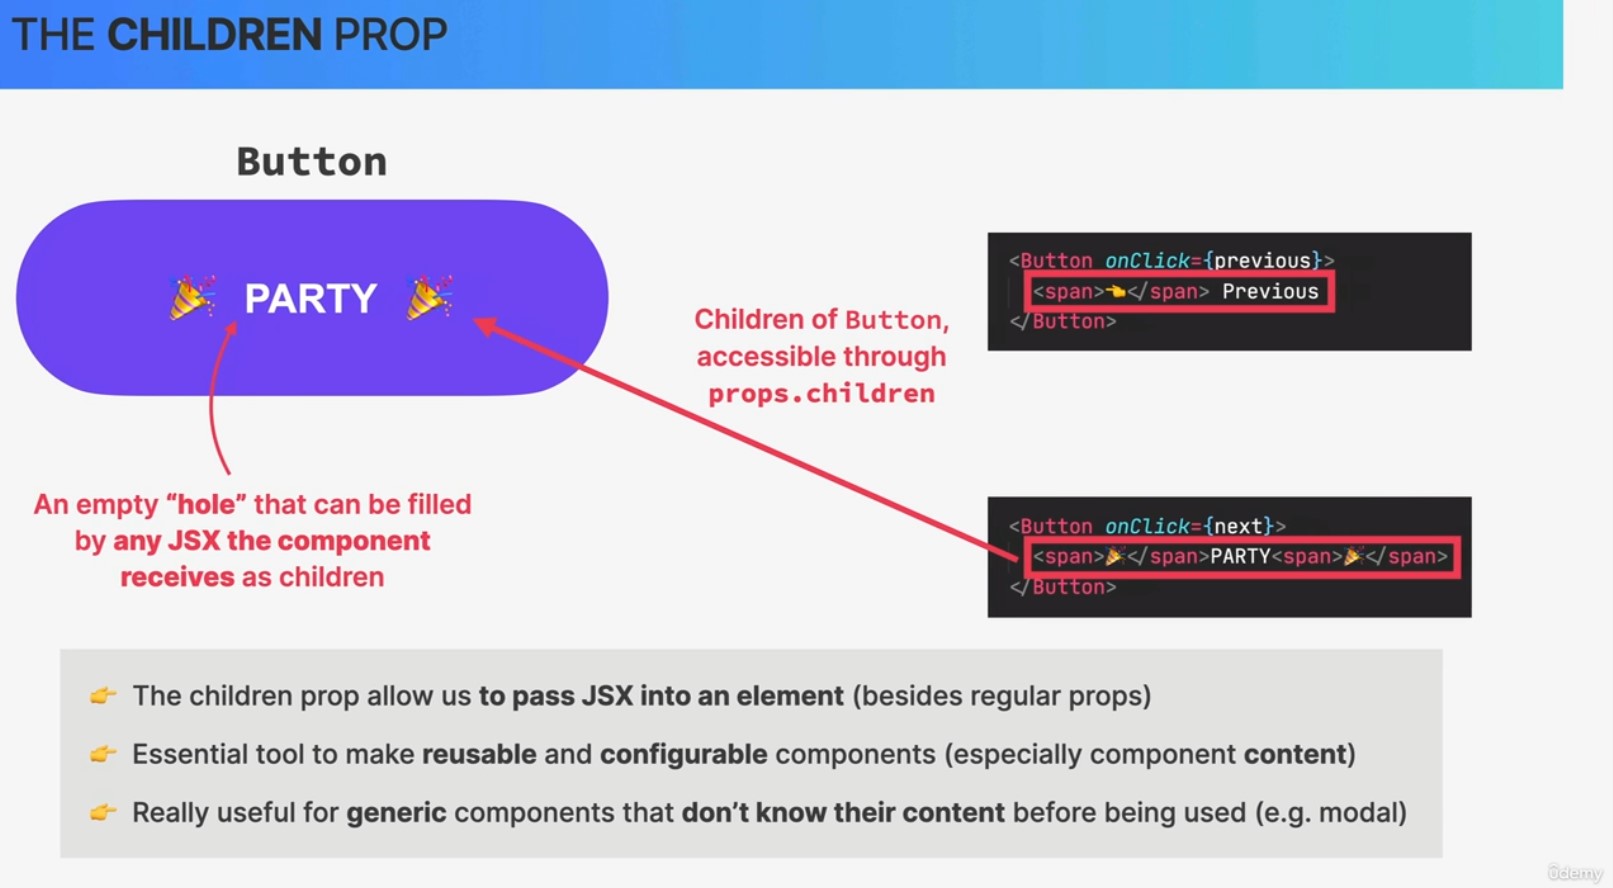 THE CHILDREN PROP
Button
🎉 PARTY 🎉
An empty “hole” that can be filled
by any JSX the component
receives as children
Children of Button,
accessible through
props.children
<Button onClick={previous}>
<span>👈</span> Previous
</Button>
<Button onClick={next}>
<span>🎉</span>PARTY<span>🎉</span>
</Button>
👉 The children prop allow us to pass JSX into an element (besides regular props)
👉 Essential tool to make reusable and configurable components (especially component content)
👉 Really useful for generic components that don’t know their content before being used (e.g. modal)
ûdemy